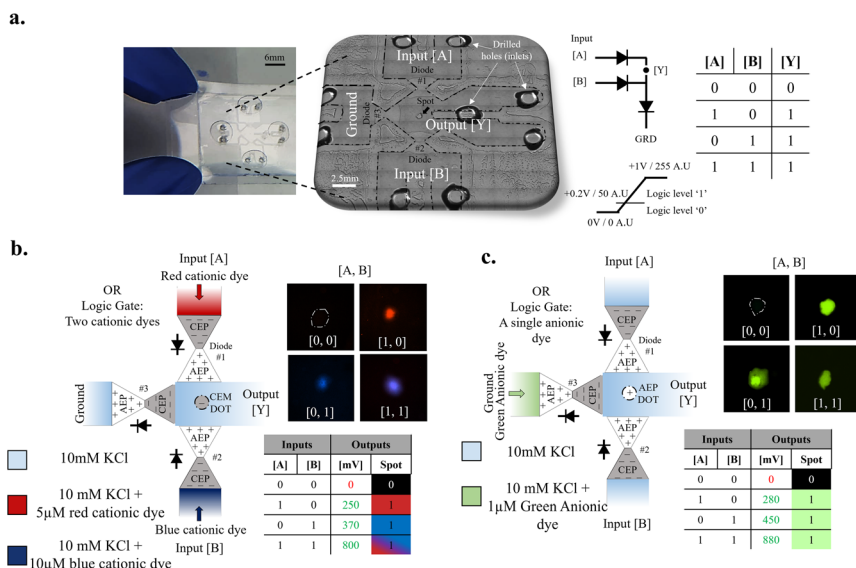 a.
6mm
Input [A]
Diode
#1
Drilled
holes (inlets)
Ground
Diode
#3
Spot
Output [Y]
#2
Diode
Input [B]
2.5mm
Input
[A]
[B]
[Y]
GRD
+1V / 255 A.U
+0.2V / 50 A.U
Logic level ‘1’
Logic level ‘0’
0V / 0 A.U
[A] [B] [Y]
0 0 0
1 0 1
0 1 1
1 1 1
b.
OR
Logic Gate:
Two cationic dyes
Input [A]
Red cationic dye
CEP
Diode
#1
AEP
Ground
AEP
#3
CEP
CEM
DOT
Output
[Y]
AEP
#2
CEP
Blue cationic dye
Input [B]
10mM KCl
10 mM KCl +
5µM red cationic dye
10 mM KCl +
10µM blue cationic dye
[A, B]
[0, 0] [1, 0]
[0, 1] [1, 1]
Inputs Outputs
[A] [B] [mV] Spot
0 0 0 0
1 0 250 1
0 1 370 1
1 1 800 1
c.
OR
Logic Gate:
A single anionic
dye
Input [A]
CEP
Diode
#1
AEP
Ground
Green Anionic dye
AEP
#3
CEP
AEP
DOT
Output
[Y]
AEP
#2
CEP
Input [B]
10mM KCl
10 mM KCl +
1µM Green Anionic
dye
[A, B]
[0, 0] [1, 0]
[0, 1] [1, 1]
Inputs Outputs
[A] [B] [mV] Spot
0 0 0 0
1 0 280 1
0 1 450 1
1 1 880 1